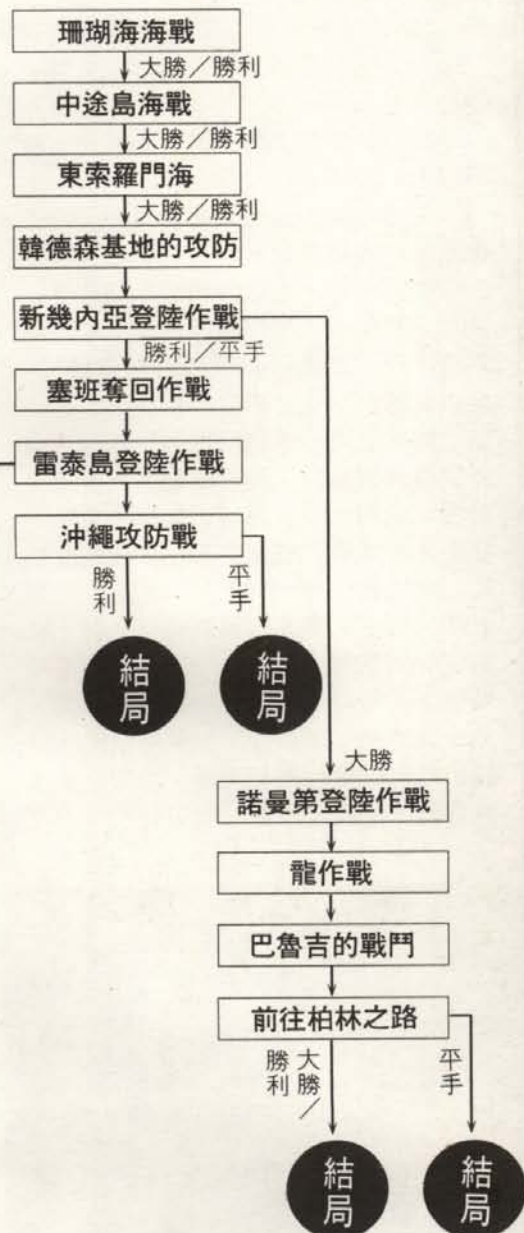 珊瑚海海戰
大勝／勝利
中途島海戰
大勝／勝利
東索羅門海
大勝／勝利
韓德森基地的攻防
新幾內亞登陸作戰
勝利／平手
塞班奪回作戰
雷泰島登陸作戰
沖繩攻防戰
勝利
平手
結局
結局
大勝
諾曼第登陸作戰
龍作戰
巴魯吉的戰鬥
前往柏林之路
大勝／
勝利
平手
結局
結局